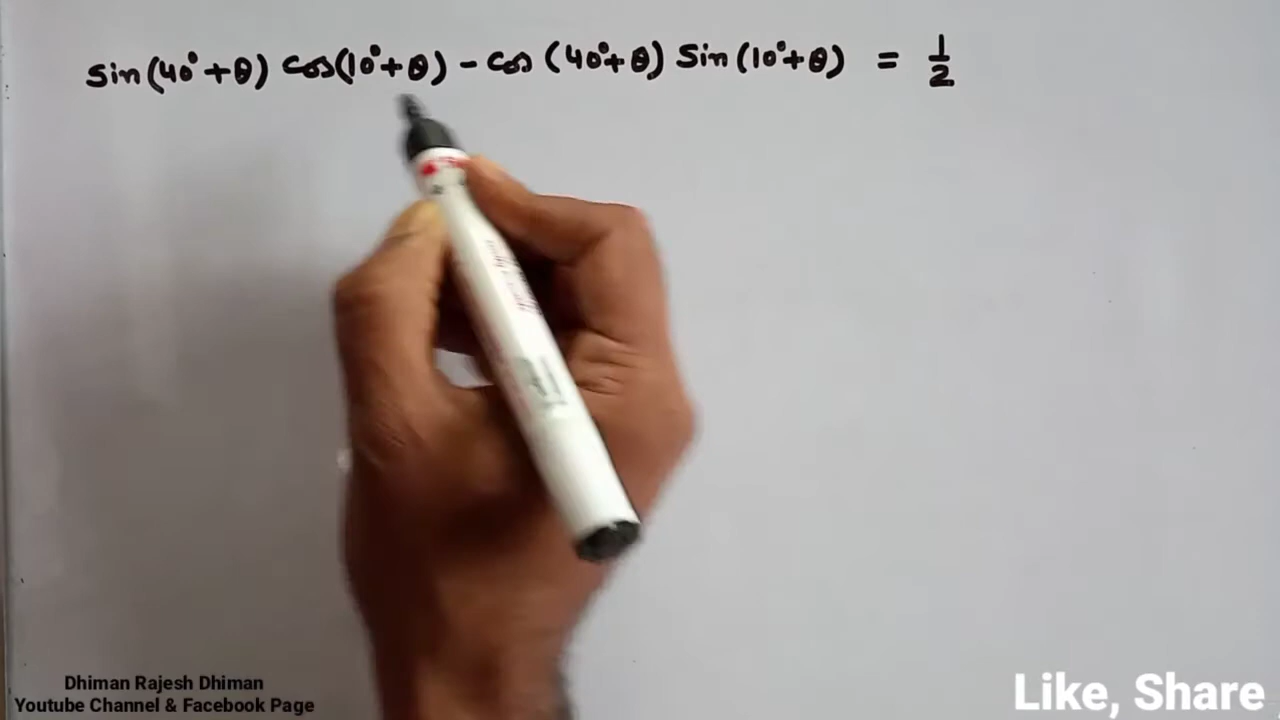 sin(40°+θ) cos(10°+θ) - cos(40°+θ) sin(10°+θ) = 1/2
Dhiman Rajesh Dhiman
Youtube Channel & Facebook Page
Like, Share